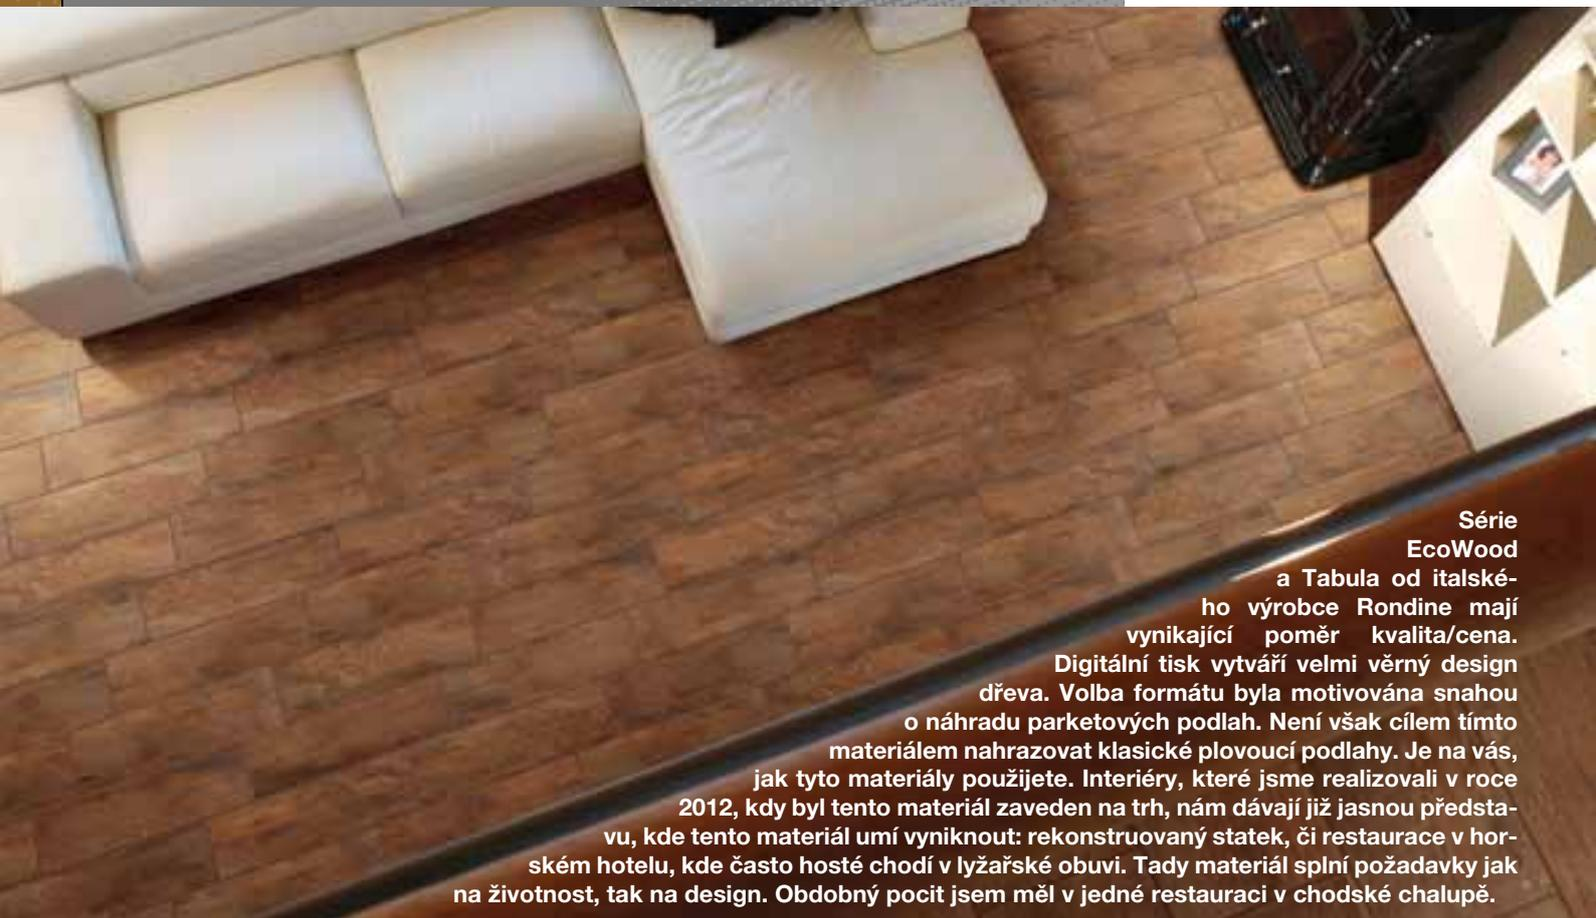 Série
EcoWood
a Tabula od italské-
ho výrobce Rondine mají
vynikající poměr kvalita/cena.
Digitální tisk vytváří velmi věrný design
dřeva. Volba formátu byla motivována snahou
o náhradu parketových podlah. Není však cílem tímto
materiálem nahrazovat klasické plovoucí podlahy. Je na vás,
jak tyto materiály použijete. Interiéry, které jsme realizovali v roce
2012, kdy byl tento materiál zaveden na trh, nám dávají již jasnou předsta-
vu, kde tento materiál umí vyniknout: rekonstruovaný statek, či restaurace v hor-
ském hotelu, kde často hosté chodí v lyžařské obuvi. Tady materiál splní požadavky jak
na životnost, tak na design. Obdobný pocit jsem měl v jedné restauraci v chodské chalupě.